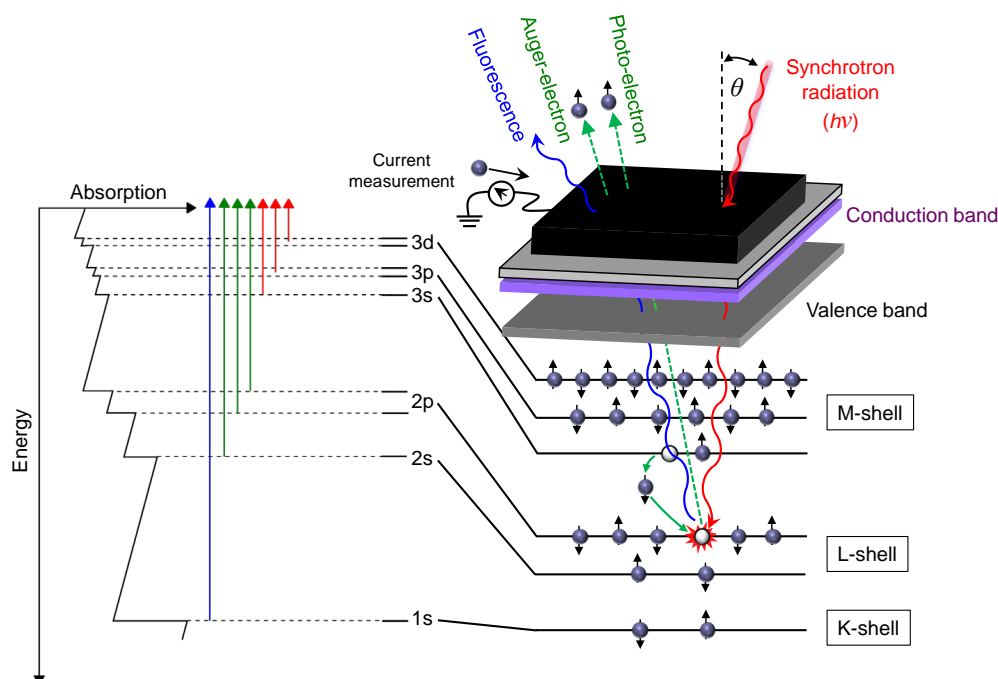 Fluorescence
Auger-electron
Photo-electron
θ
Synchrotron
radiation
(hν)
Current
measurement
Absorption
Conduction band
Valence band
3d
3p
3s
2p
2s
1s
M-shell
L-shell
K-shell
Energy